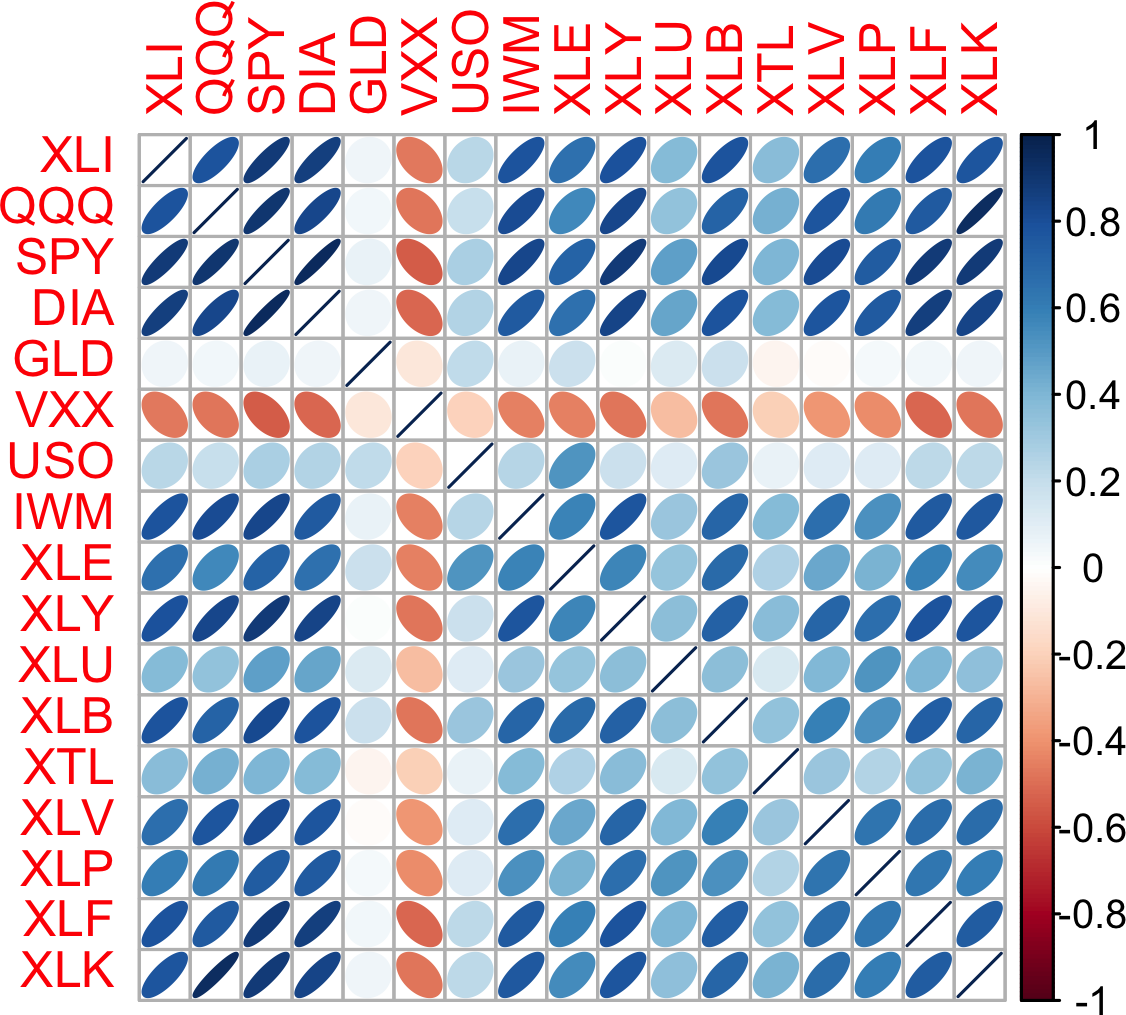 XLI QQQ SPY DIA GLD VXX USO IWM XLE XLY XLU XLB XTL XLV XLP XLF XLK
XLI
QQQ
SPY
DIA
GLD
VXX
USO
IWM
XLE
XLY
XLU
XLB
XTL
XLV
XLP
XLF
XLK
1
0.8
0.6
0.4
0.2
0
-0.2
-0.4
-0.6
-0.8
-1